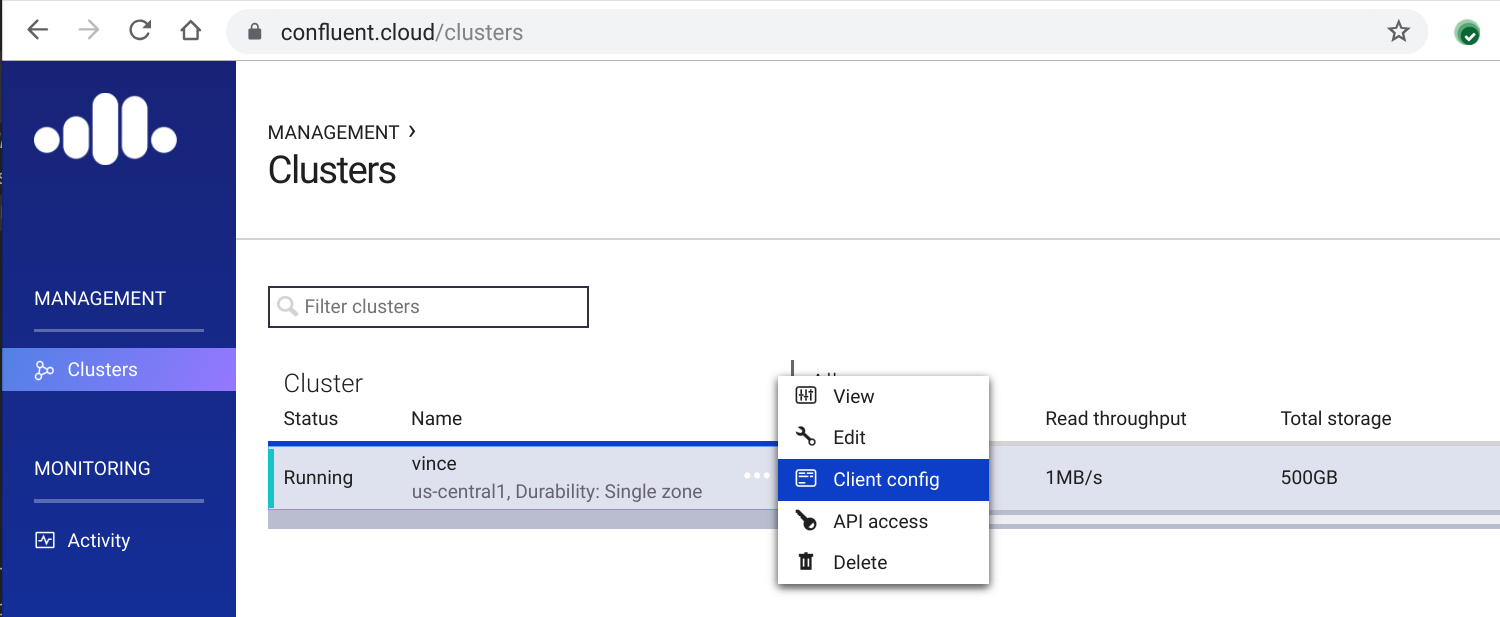 confluent.cloud/clusters
MANAGEMENT ›
Clusters
MANAGEMENT
Clusters
MONITORING
Activity
Filter clusters
Cluster
Status Name Read throughput Total storage
Running vince 1MB/s 500GB
us-central1, Durability: Single zone
View
Edit
Client config
API access
Delete